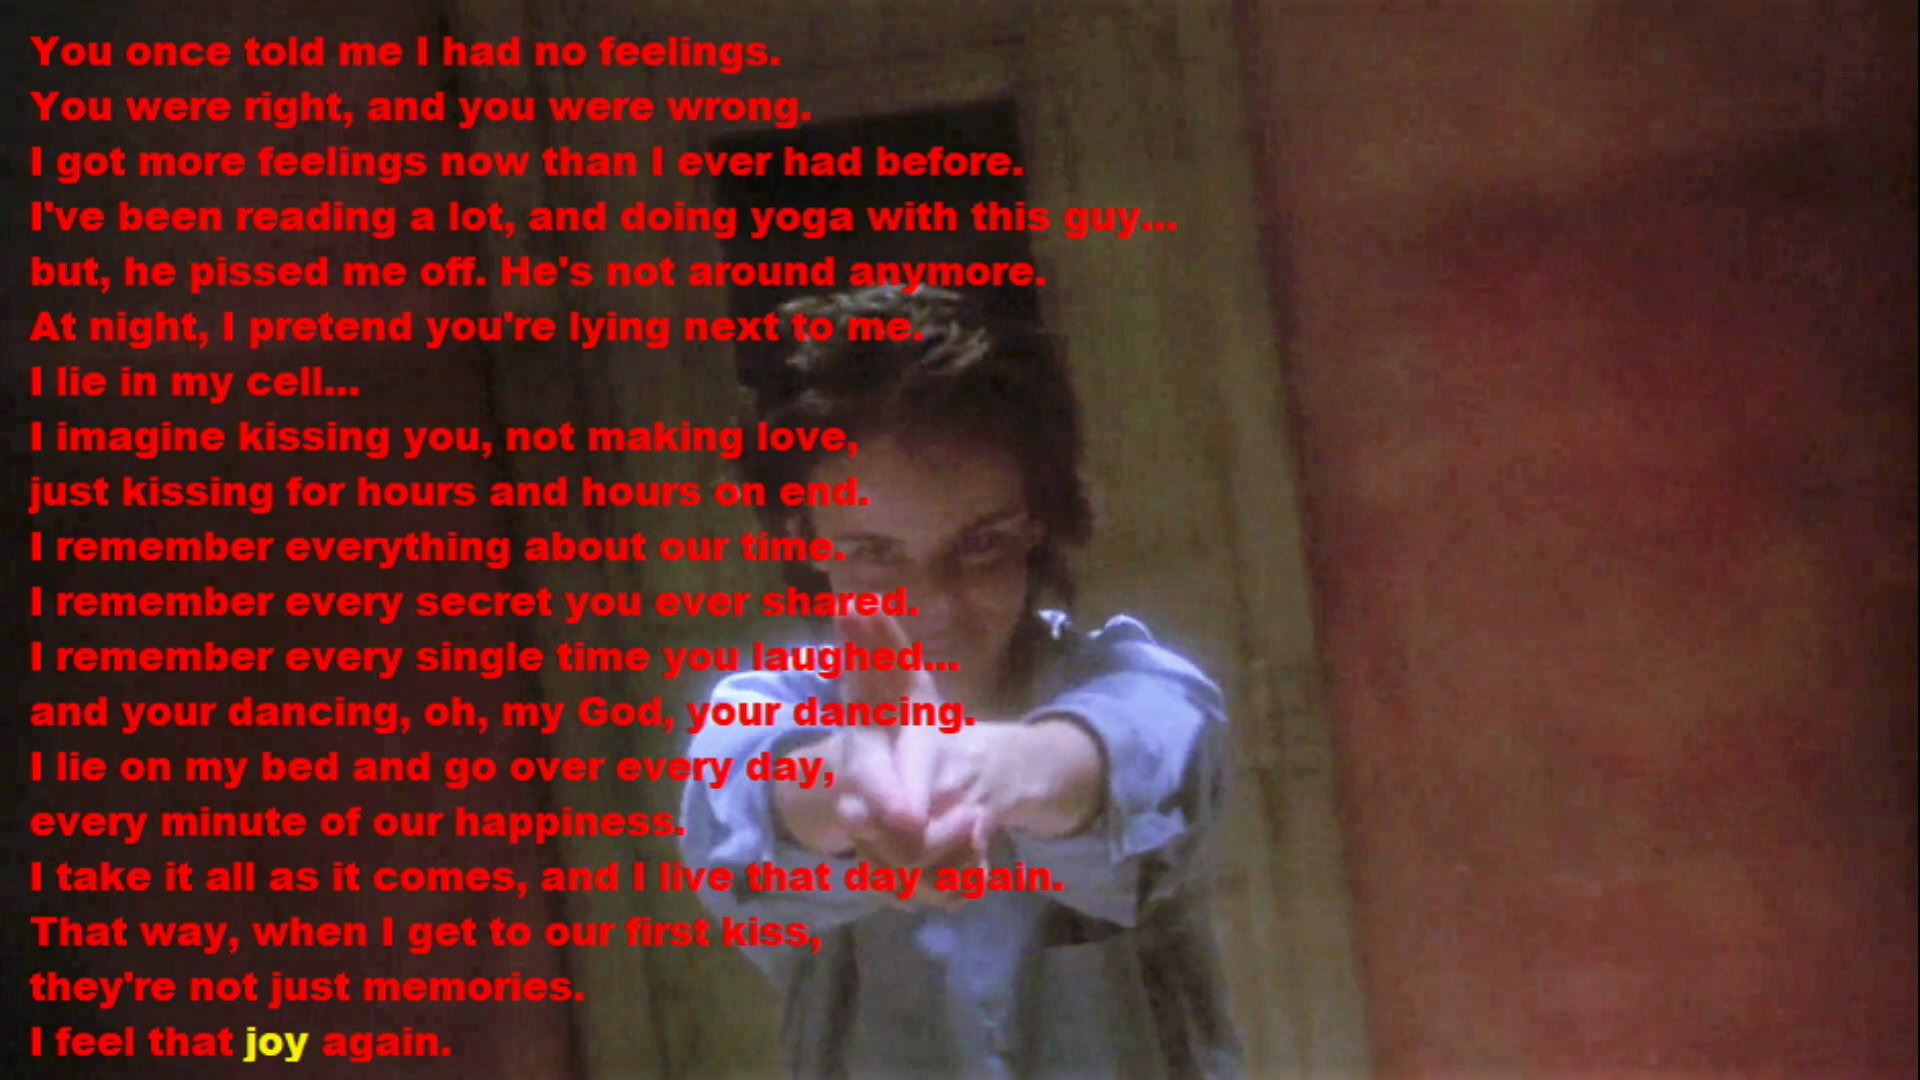 You once told me I had no feelings.
You were right, and you were wrong.
I got more feelings now than I ever had before.
I've been reading a lot, and doing yoga with this guy...
but, he pissed me off. He's not around anymore.
At night, I pretend you're lying next to me.
I lie in my cell...
I imagine kissing you, not making love,
just kissing for hours and hours on end.
I remember everything about our time.
I remember every secret you ever shared.
I remember every single time you laughed...
and your dancing, oh, my God, your dancing.
I lie on my bed and go over every day,
every minute of our happiness.
I take it all as it comes, and I live that day again.
That way, when I get to our first kiss,
they're not just memories.
I feel that joy again.